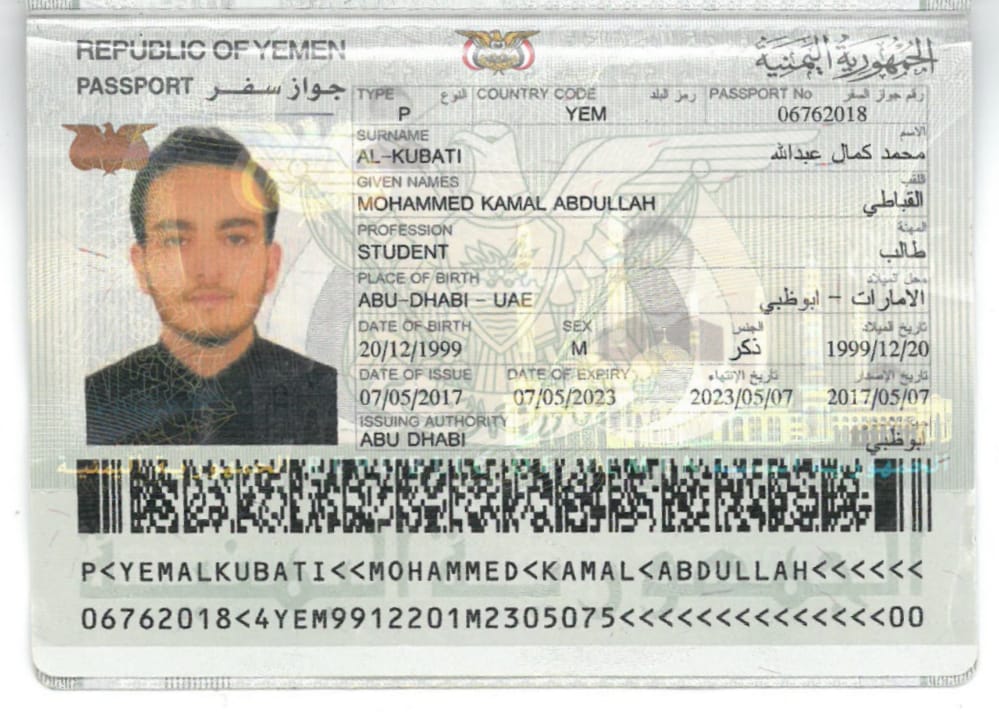 REPUBLIC OF YEMEN
الجمهورية اليمنية
PASSPORT جواز سفر
TYPE النوع COUNTRY CODE رمز البلد PASSPORT No رقم جواز السفر
P YEM 06762018
SURNAME الاسم
AL-KUBATI محمد كمال عبدالله
GIVEN NAMES اللقب
MOHAMMED KAMAL ABDULLAH القباطي
PROFESSION المهنة
STUDENT طالب
PLACE OF BIRTH محل الميلاد
ABU-DHABI - UAE الامارات - ابوظبي
DATE OF BIRTH SEX الجنس تاريخ الميلاد
20/12/1999 M ذكر 1999/12/20
DATE OF ISSUE DATE OF EXPIRY تاريخ الإنتهاء تاريخ الإصدار
07/05/2017 07/05/2023 2023/05/07 2017/05/07
ISSUING AUTHORITY
ABU DHABI ابوظبي
P<YEMALKUBATI<<MOHAMMED<KAMAL<ABDULLAH<<<<<<
06762018<4YEM9912201M2305075<<<<<<<<<<<<<<00